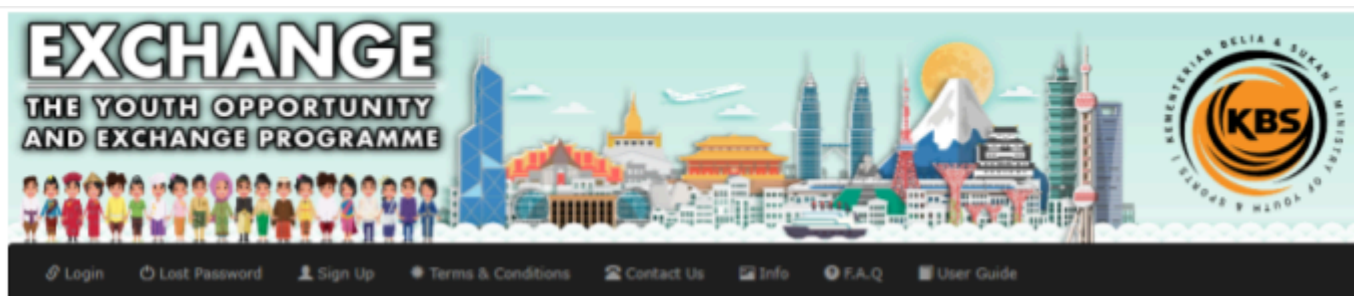 EXCHANGE
THE YOUTH OPPORTUNITY
AND EXCHANGE PROGRAMME
KEMENTERIAN BELIA & SUKAN | MINISTRY OF YOUTH & SPORTS |
KBS
Login Lost Password Sign Up Terms & Conditions Contact Us Info F.A.Q User Guide